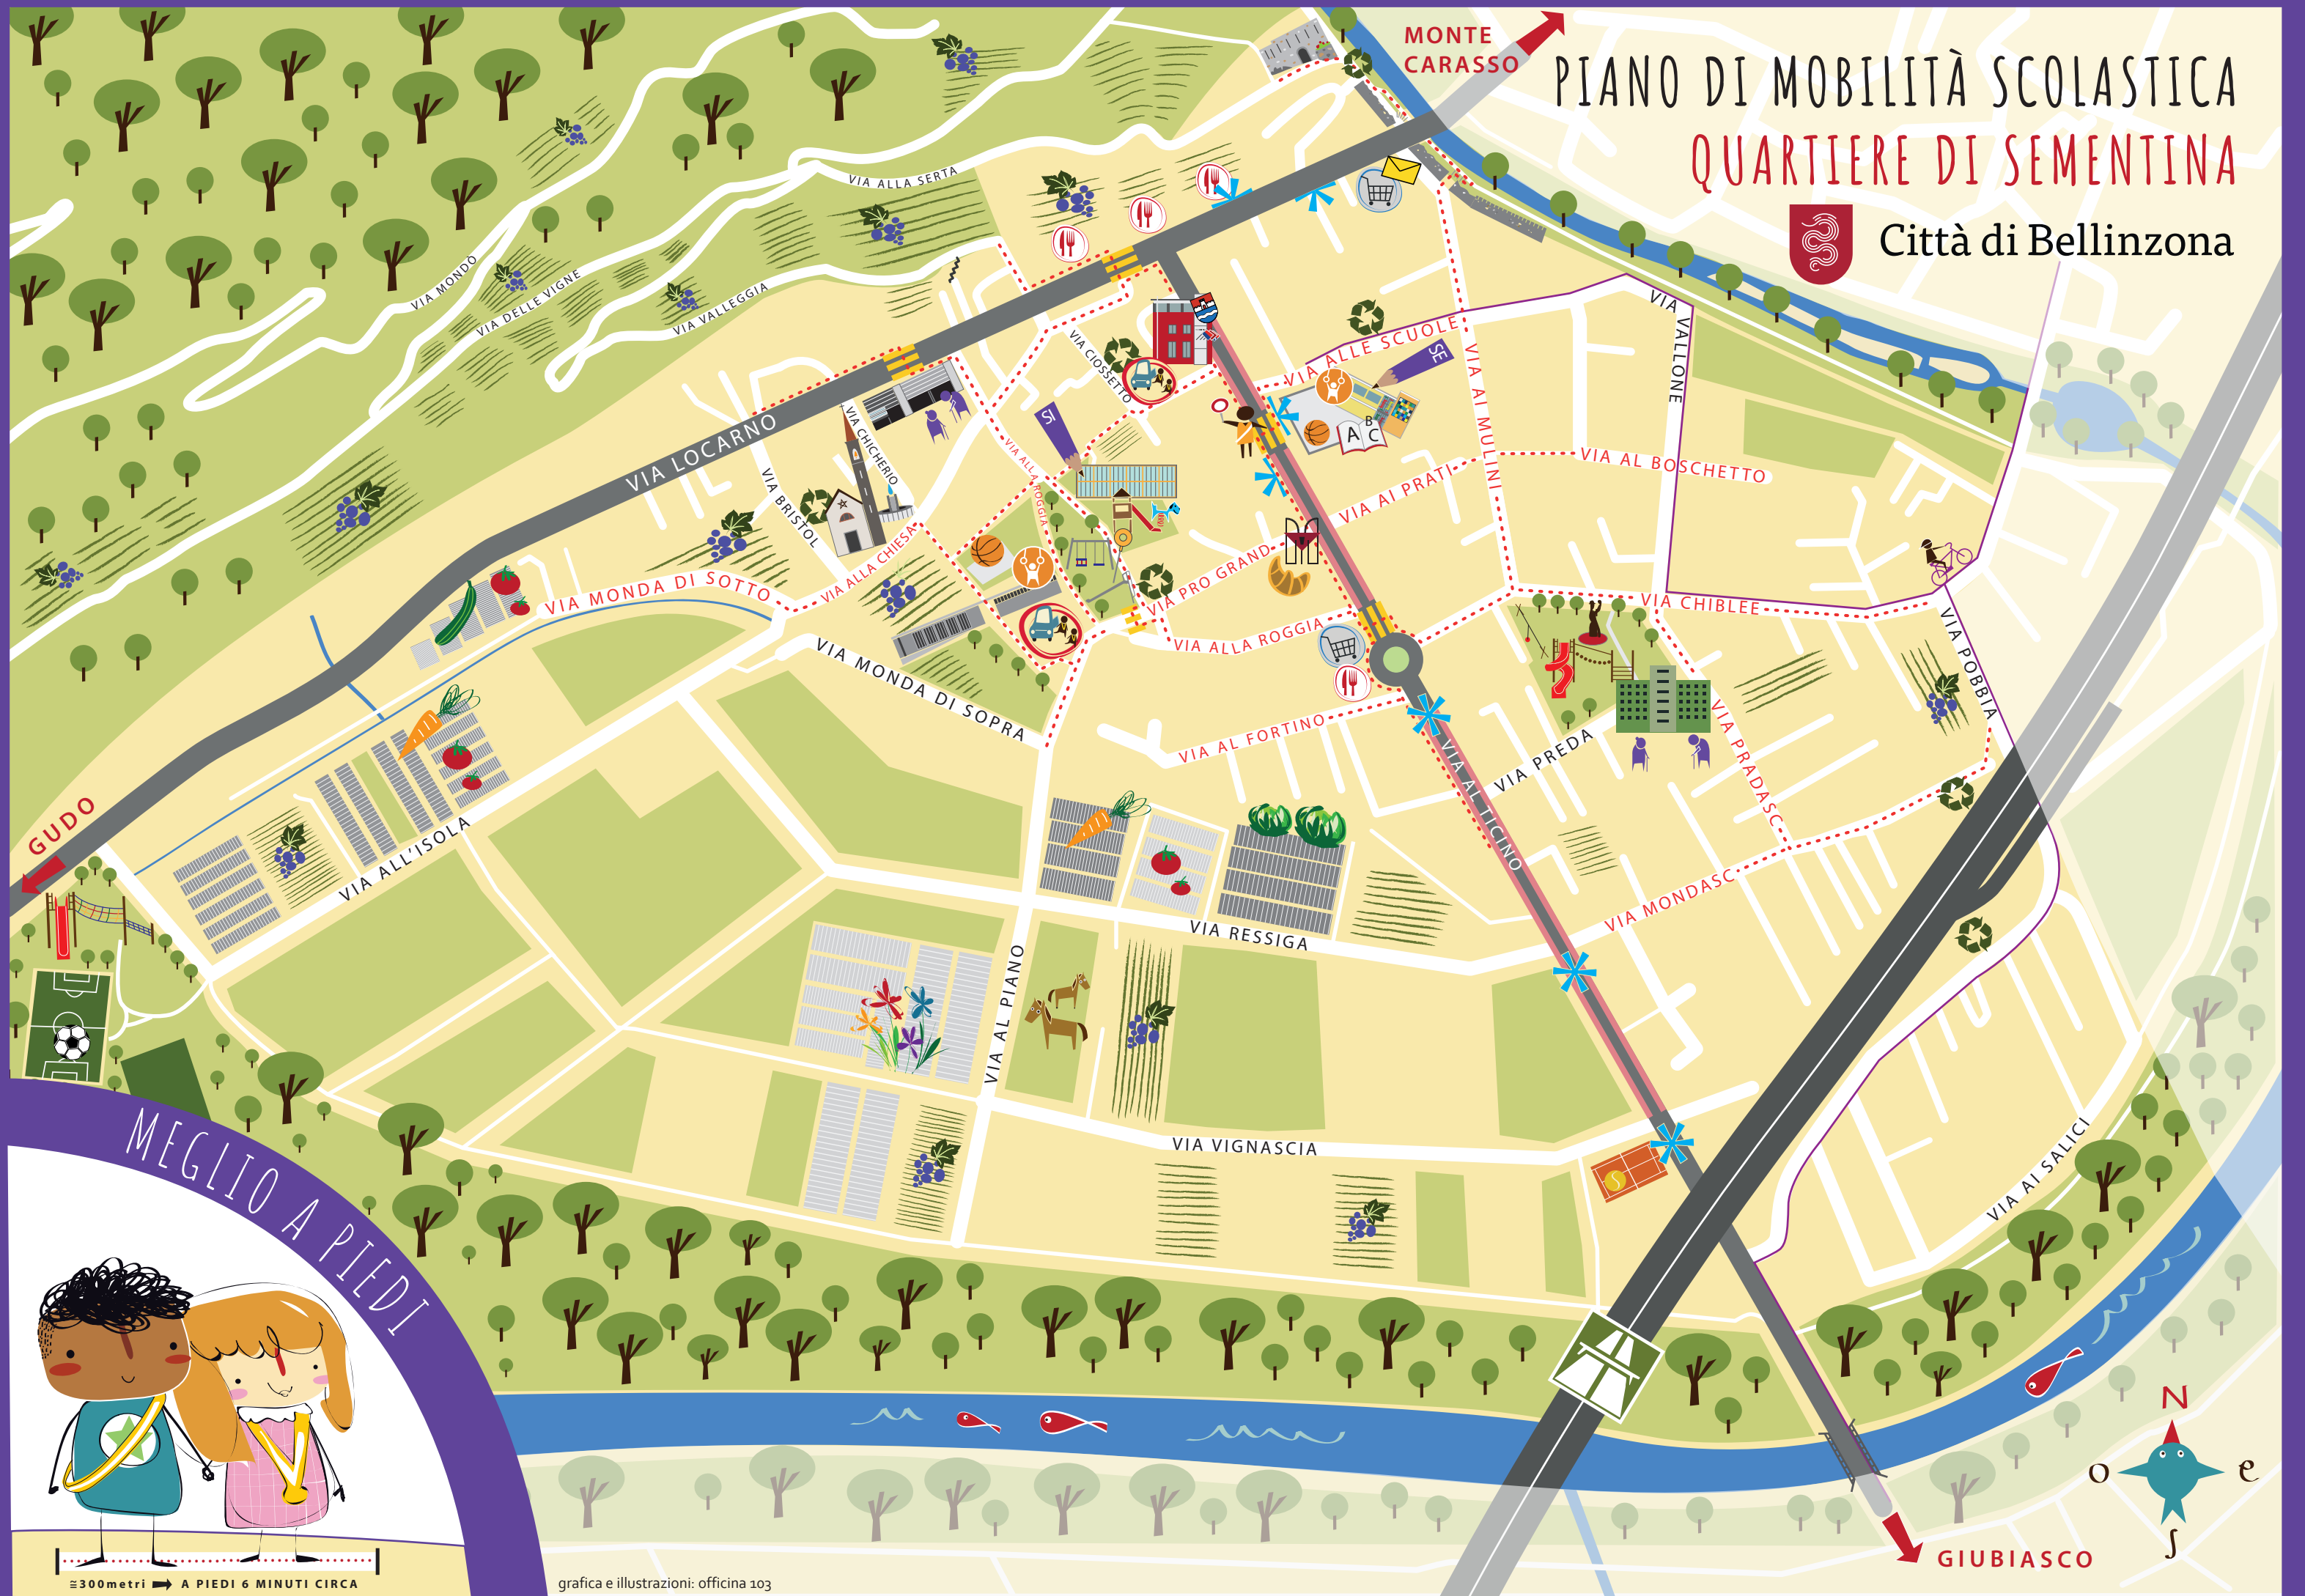 MONTE
CARASSO
PIANO DI MOBILITÀ SCOLASTICA
QUARTIERE DI SEMENTINA
Città di Bellinzona
VIA ALLA SERTA
VIA MONDÒ
VIA DELLE VIGNE
VIA VALLEGGIA
VIA VALLONE
VIA CIOSSETTO
VIA ALLE SCUOLE
SE
VIA AI MULINI
SI
A B C
VIA LOCARNO
VIA CHICHERIO
VIA ALLA ROGGIA
VIA BRISTOL
VIA AI PRATI
VIA AL BOSCHETTO
VIA ALLA CHIESA
VIA PRO GRAND
VIA MONDA DI SOTTO
VIA CHIBLEE
VIA ALLA ROGGIA
VIA POBBIA
VIA MONDA DI SOPRA
VIA AL FORTINO
VIA PREDA
VIA PRADASC
VIA AL TICINO
GUDO
VIA ALL'ISOLA
VIA MONDASC
VIA RESSIGA
VIA AL PIANO
VIA VIGNASCIA
VIA AI SALICI
MEGLIO A PIEDI
N
O
e
S
GIUBIASCO
≅300metri A PIEDI 6 MINUTI CIRCA
grafica e illustrazioni: officina 103